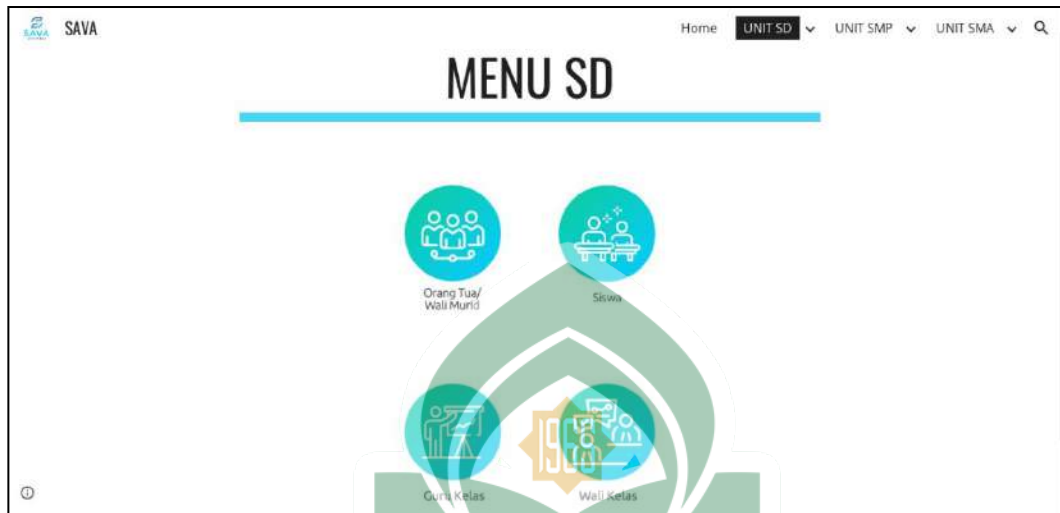 SAVA
SAVA
Home
UNIT SD
UNIT SMP
UNIT SMA
MENU SD
Orang Tua/
Wali Murid
Siswa
Guru Kelas
Wali Kelas